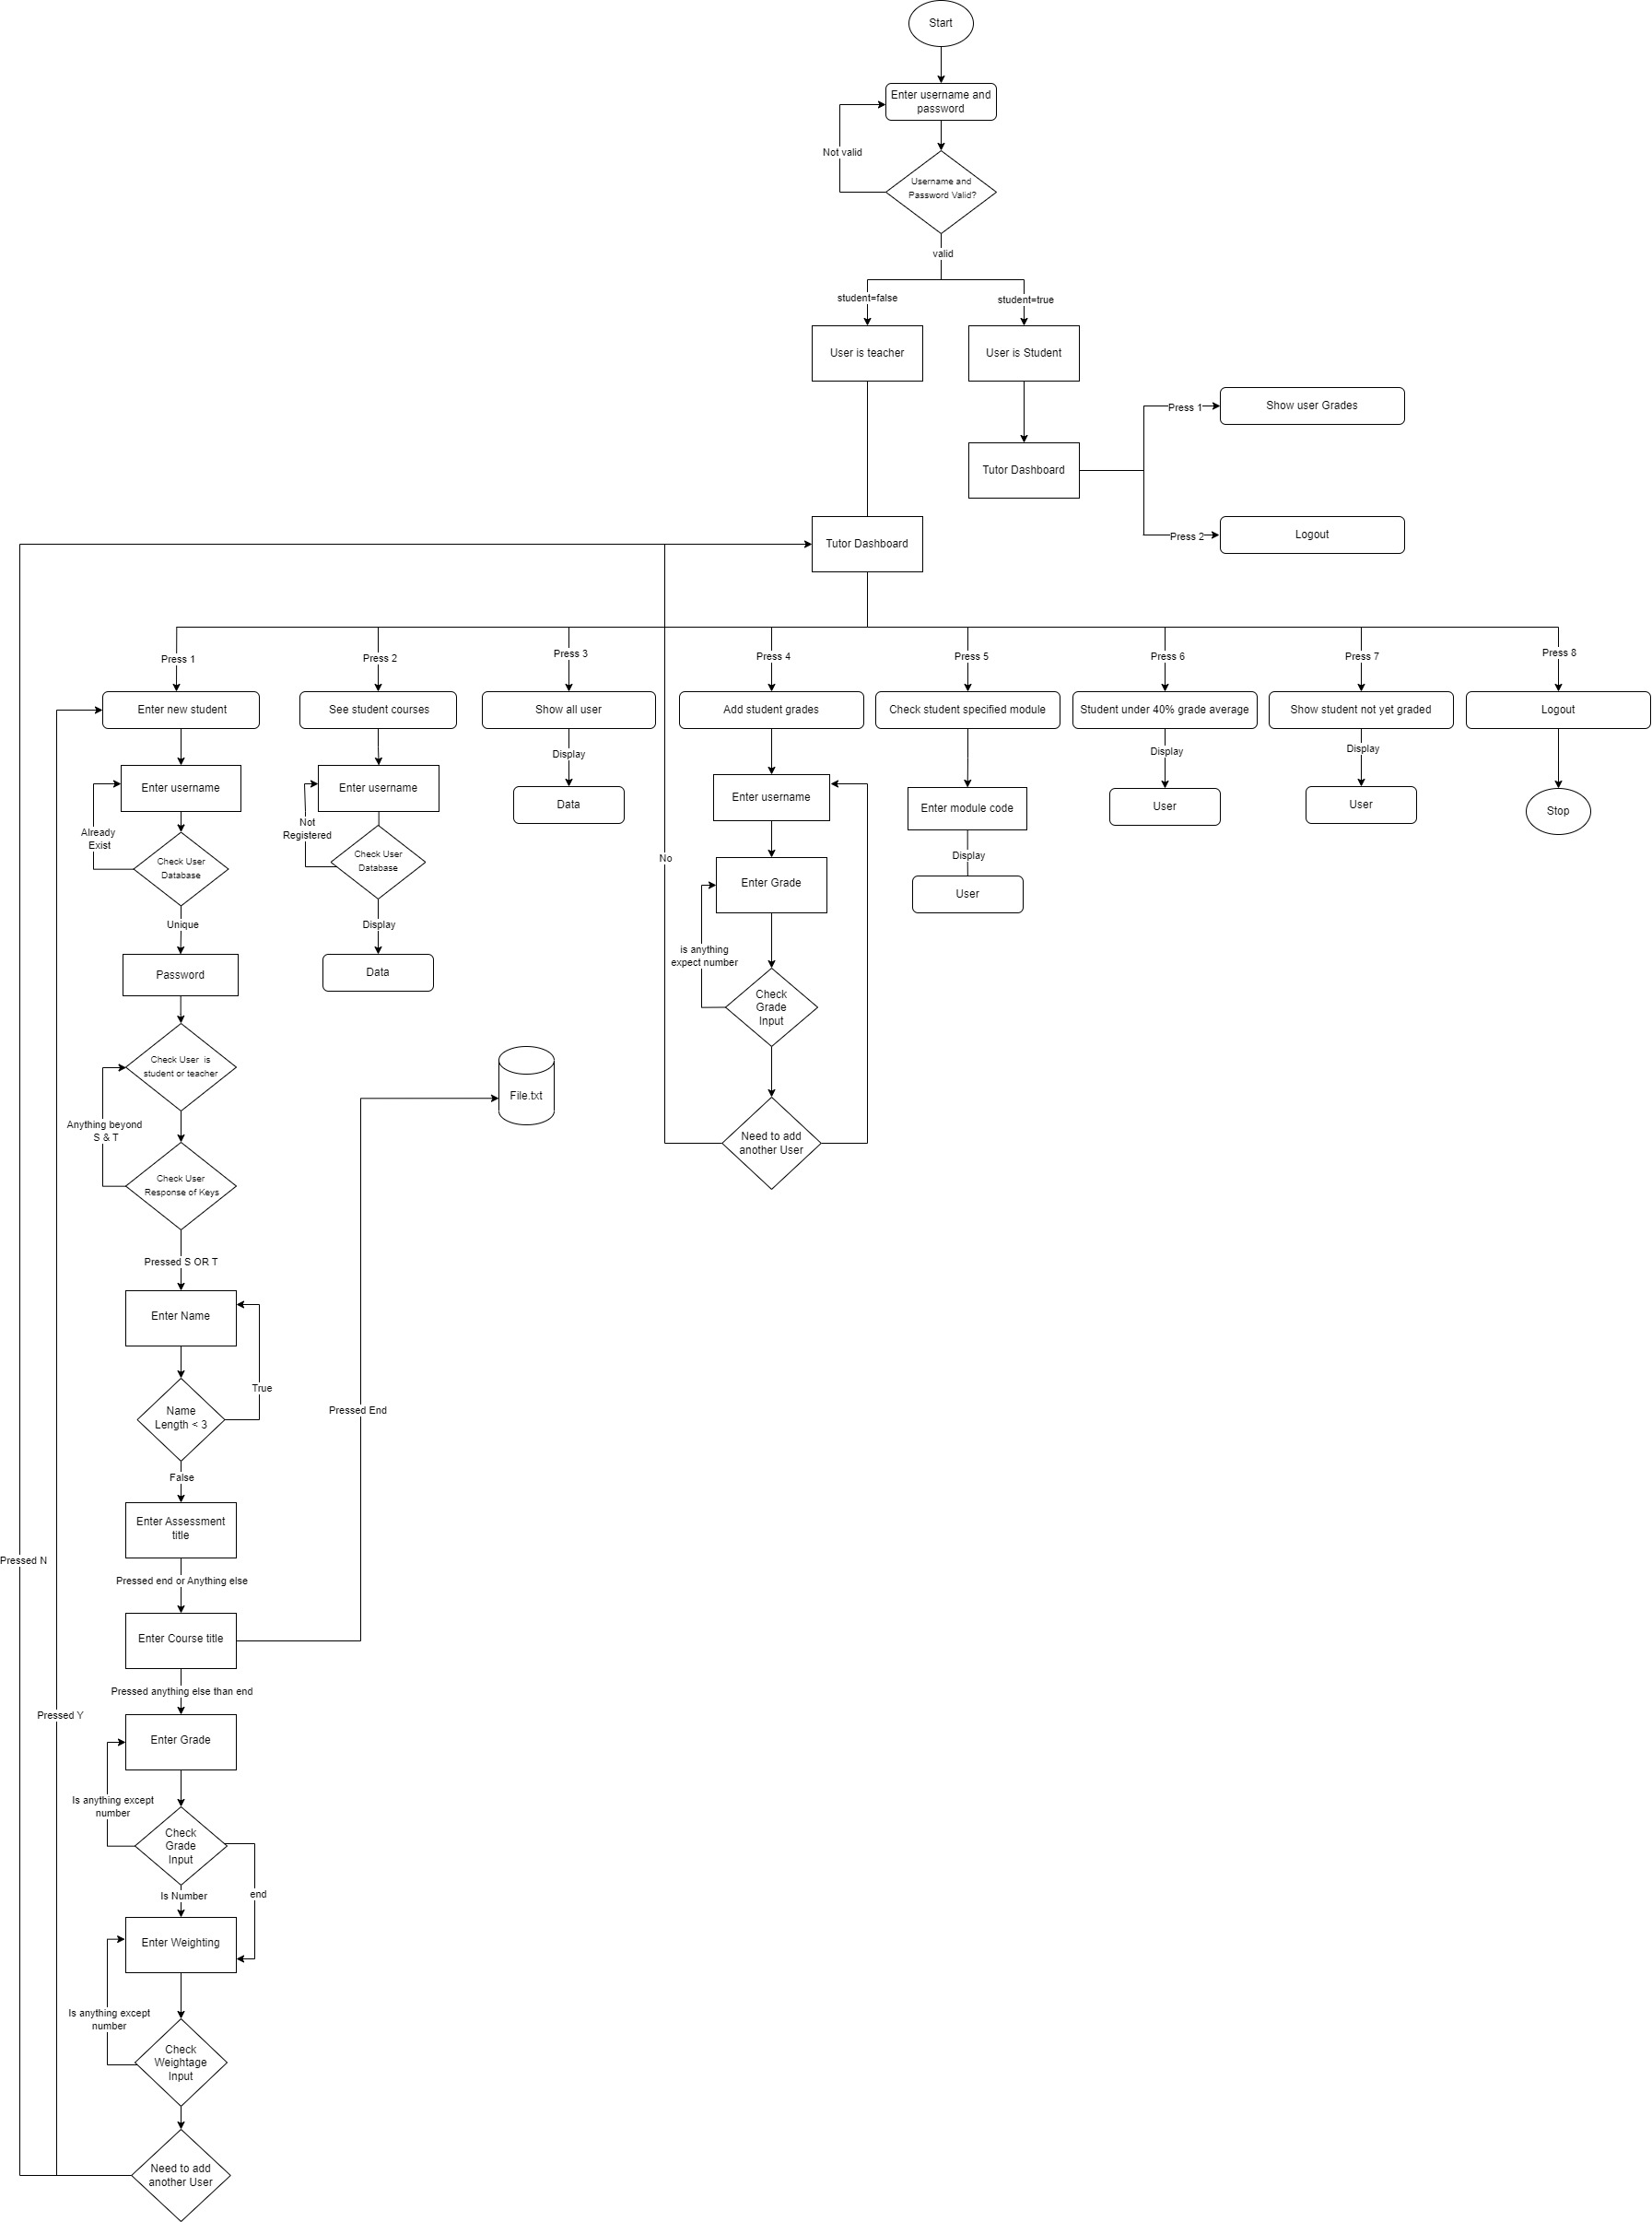 Start
Enter username and
password
Not valid
Username and
Password Valid?
valid
student=false
student=true
User is teacher
User is Student
Press 1
Show user Grades
Tutor Dashboard
Press 2
Logout
Tutor Dashboard
Press 1
Press 2
Press 3
Press 4
Press 5
Press 6
Press 7
Press 8
Enter new student
See student courses
Show all user
Add student grades
Check student specified module
Student under 40% grade average
Show student not yet graded
Logout
Display
Display
Display
Enter username
Enter username
Data
Enter username
Enter module code
User
User
Stop
Already
Exist
Not
Registered
Check User
Database
Check User
Database
No
Display
Enter Grade
User
Unique
Display
Password
Data
is anything
expect number
Check
Grade
Input
Check User is
student or teacher
File.txt
Anything beyond
S & T
Need to add
another User
Check User
Response of Keys
Pressed S OR T
Enter Name
True
Name
Length < 3
Pressed End
False
Enter Assessment
title
Pressed N
Pressed end or Anything else
Enter Course title
Pressed anything else than end
Pressed Y
Enter Grade
Is anything except
number
Check
Grade
Input
Is Number
end
Enter Weighting
Is anything except
number
Check
Weightage
Input
Need to add
another User